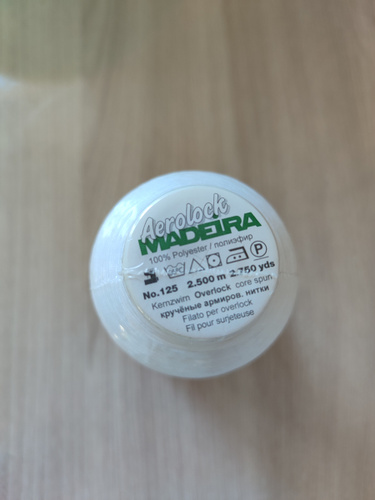 Aerolock
MADEIRA
100% Polyester / полиэфир
No.125 2.500 m 2.750 yds
Kernzwirn Overlock core spun
кручёные армиров. нитки
Filato per overlock
Fil pour surjeteuse